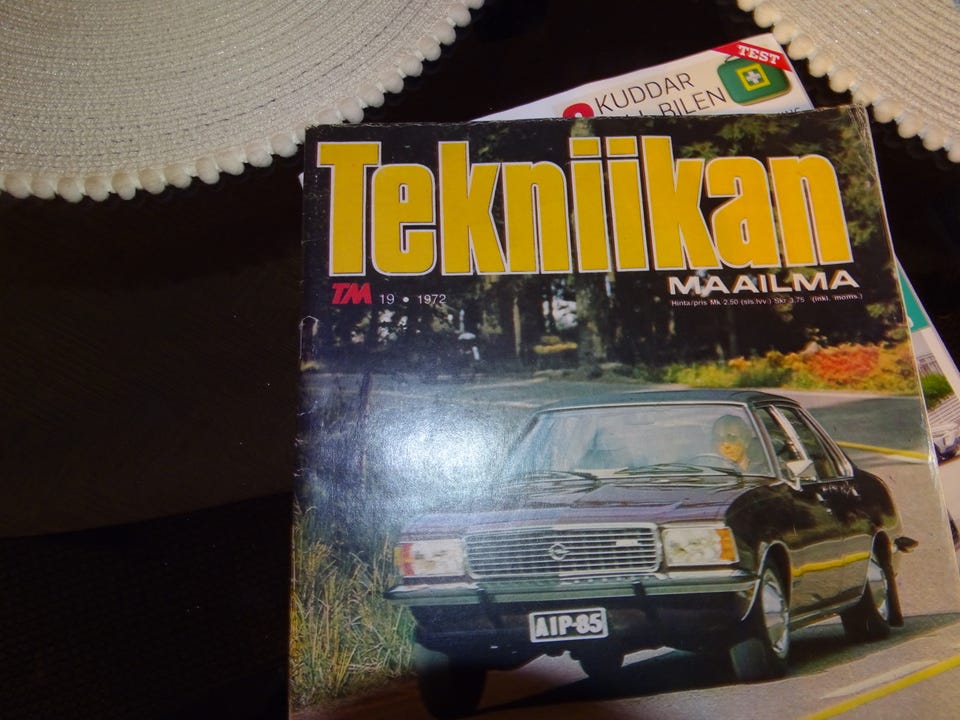 TEST
KUDDAR
BILEN
Tekniikan
MAAILMA
TM 19 • 1972
Hinta/pris Mk 2,50 (sis.lvv.) Skr 3,75 (inkl. moms.)
AIP-85